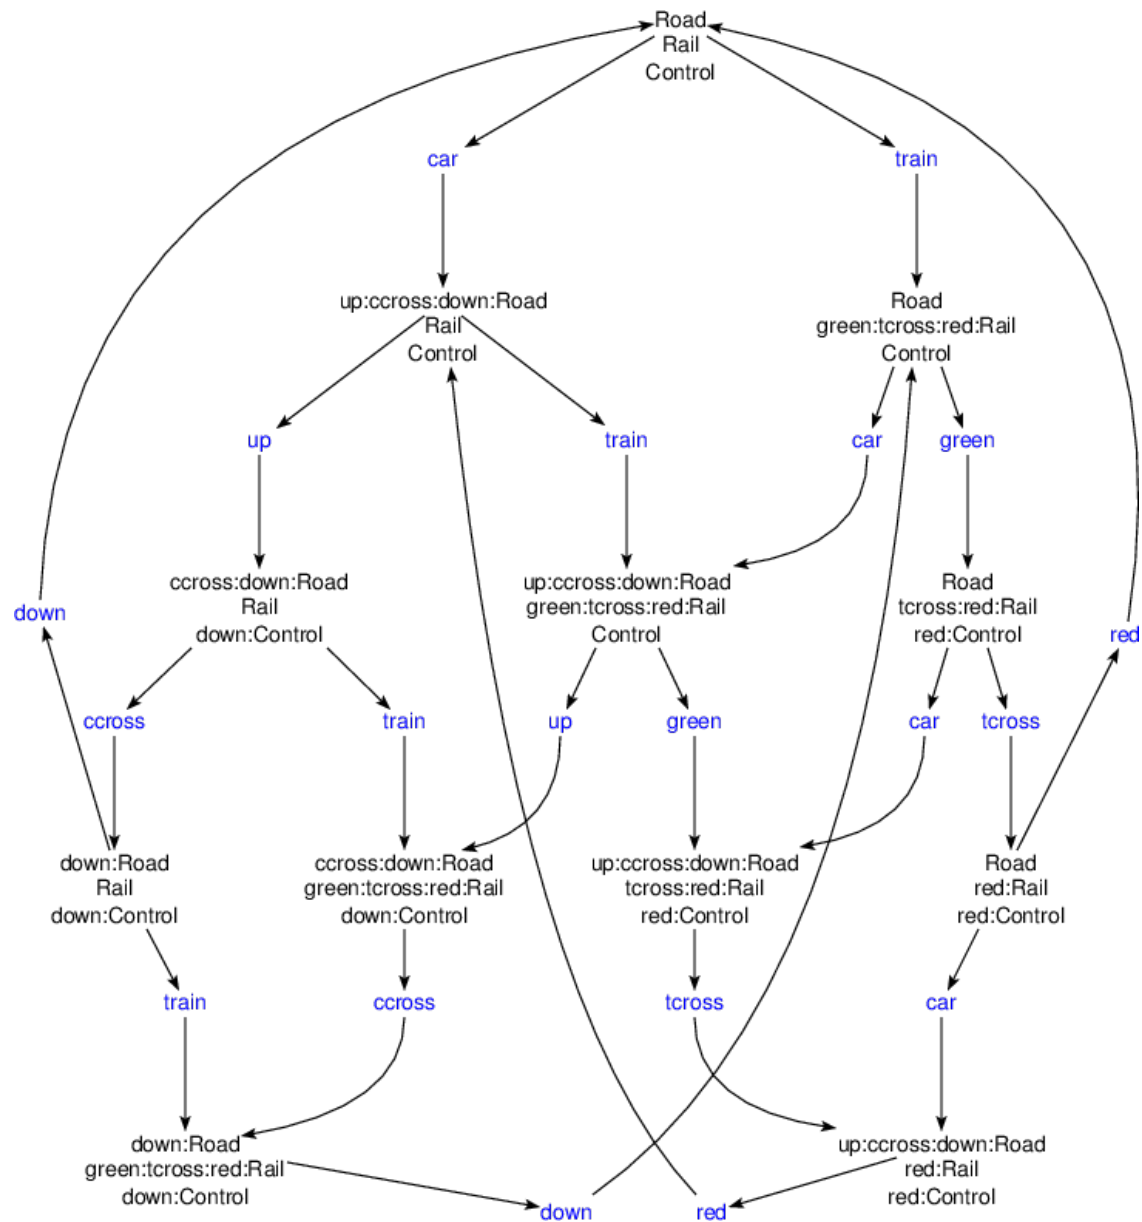 Road
Rail
Control
car
train
up:ccross:down:Road
Rail
Control
Road
green:tcross:red:Rail
Control
up
train
car
green
ccross:down:Road
Rail
down:Control
up:ccross:down:Road
green:tcross:red:Rail
Control
Road
tcross:red:Rail
red:Control
down
red
ccross
train
up
green
car
tcross
down:Road
Rail
down:Control
ccross:down:Road
green:tcross:red:Rail
down:Control
up:ccross:down:Road
tcross:red:Rail
red:Control
Road
red:Rail
red:Control
train
ccross
tcross
car
down:Road
green:tcross:red:Rail
down:Control
up:ccross:down:Road
red:Rail
red:Control
down
red